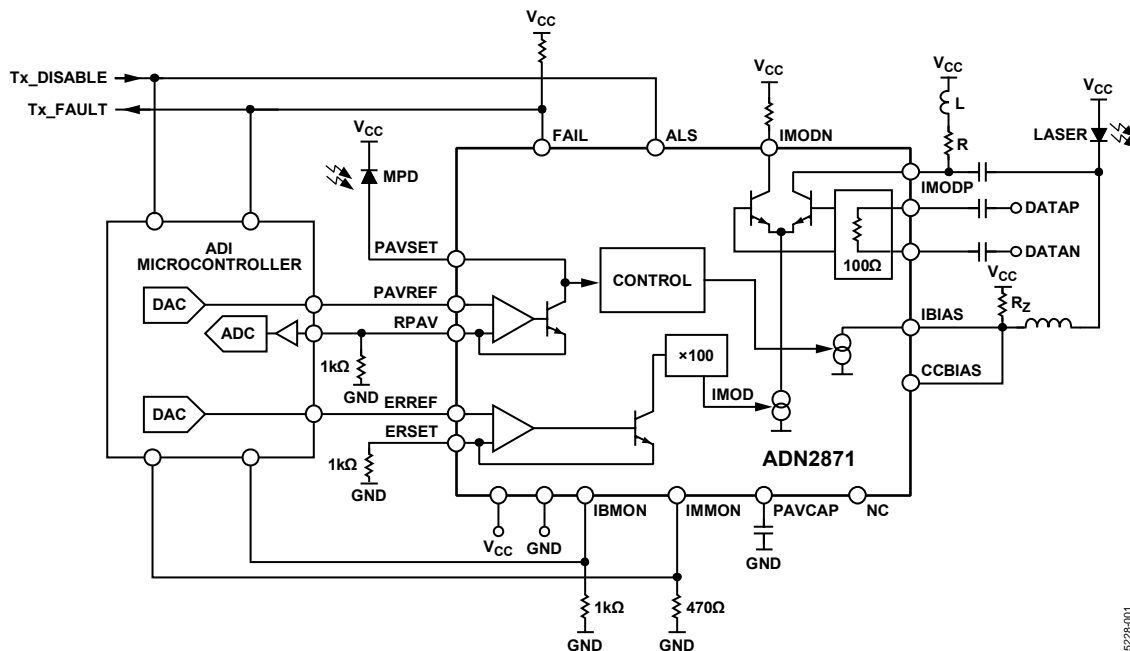 VCC
Tx_DISABLE
Tx_FAULT
VCC
VCC
L
R
VCC
LASER
VCC
MPD
FAIL
ALS
IMODN
IMODP
DATAP
DATAN
100Ω
ADI
MICROCONTROLLER
PAVSET
CONTROL
VCC
RZ
DAC
PAVREF
ADC
RPAV
1kΩ
GND
×100
IBIAS
CCBIAS
IMOD
DAC
ERREF
ERSET
1kΩ
GND
ADN2871
VCC
GND
IBMON
IMMON
PAVCAP
NC
GND
1kΩ
GND
470Ω
GND
05228-001